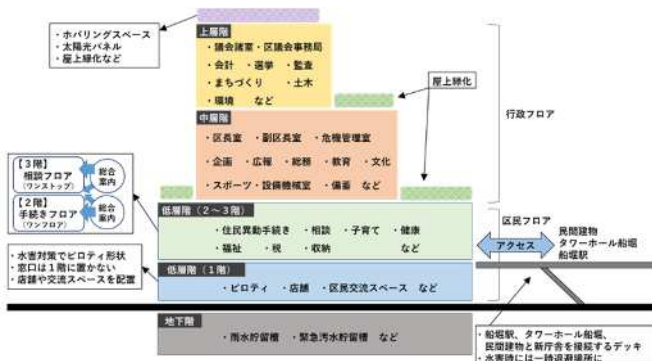 ・ホバリングスペース
・太陽光パネル
・屋上緑化など
上層階
・議会諸室・区議会事務局
・会計 ・選挙 ・監査
・まちづくり ・土木
・環境 など
屋上緑化
行政フロア
中層階
・区長室 ・副区長室 ・危機管理室
・企画 ・広報 ・総務 ・教育 ・文化
・スポーツ・設備機械室 ・備蓄 など
【3階】
相談フロア
(ワンストップ)
総合
案内
【2階】
手続きフロア
(ワンフロア)
総合
案内
低層階(2~3階)
・住民異動手続き ・相談 ・子育て ・健康
・福祉 ・税 ・収納 など
区民フロア
アクセス
民間建物
タワーホール船堀
船堀駅
・水害対策でピロティ形状
・窓口は1階に置かない
・店舗や交流スペースを配置
低層階(1階)
・ピロティ ・店舗 ・区民交流スペース など
地下階
・雨水貯留槽 ・緊急汚水貯留槽 など
・船堀駅、タワーホール船堀、
民間建物と新庁舎を接続するデッキ
・水害時には一時退避場所に